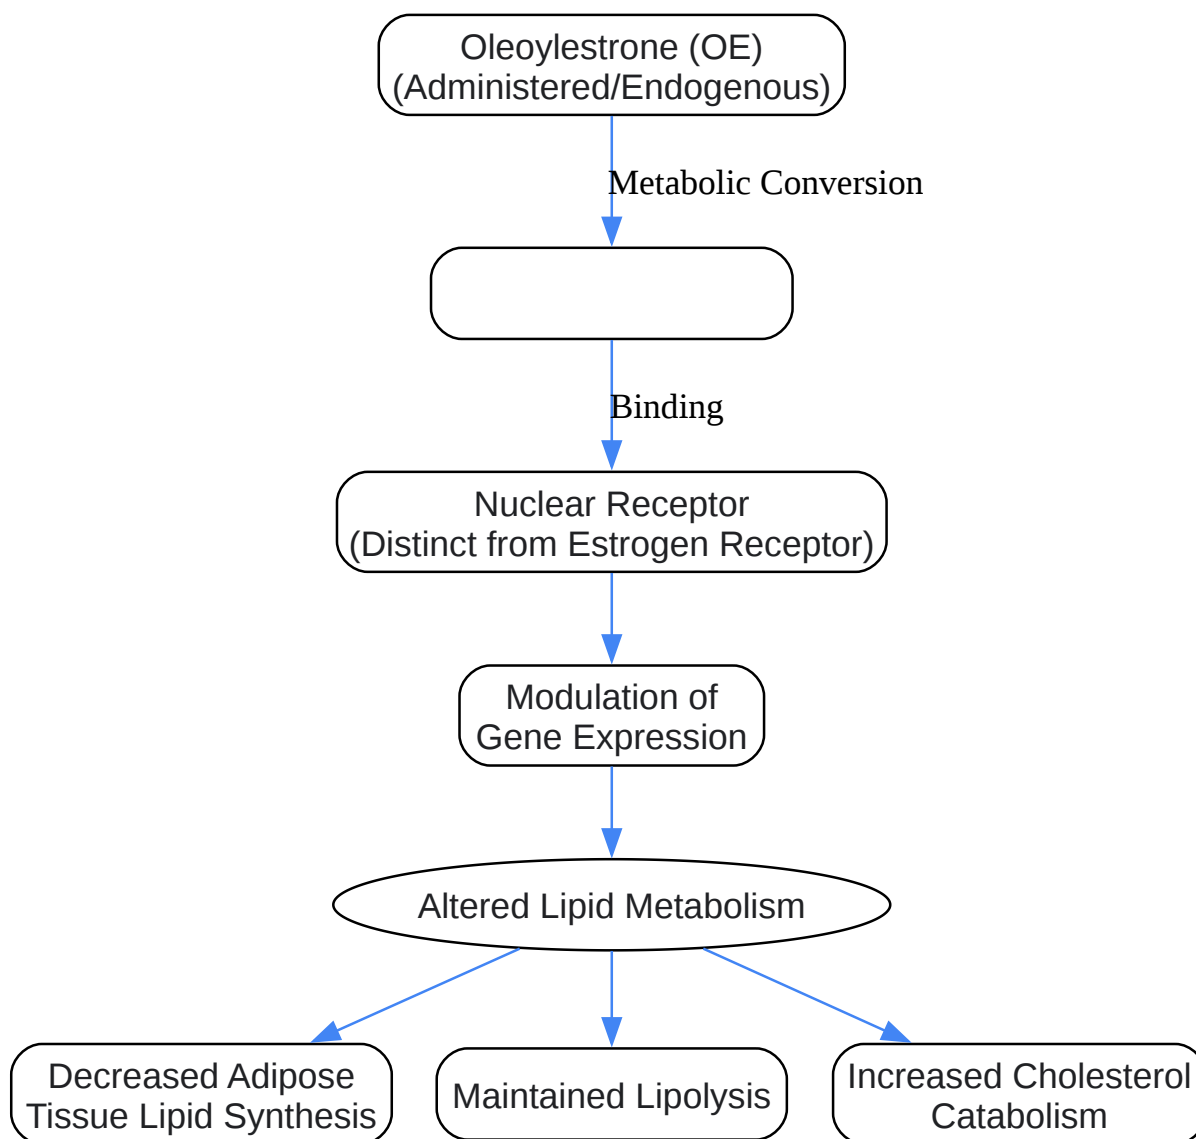 Oleoylestrone (OE)
(Administered/Endogenous)
Metabolic Conversion
Binding
Nuclear Receptor
(Distinct from Estrogen Receptor)
Modulation of
Gene Expression
Altered Lipid Metabolism
Decreased Adipose
Tissue Lipid Synthesis
Maintained Lipolysis
Increased Cholesterol
Catabolism